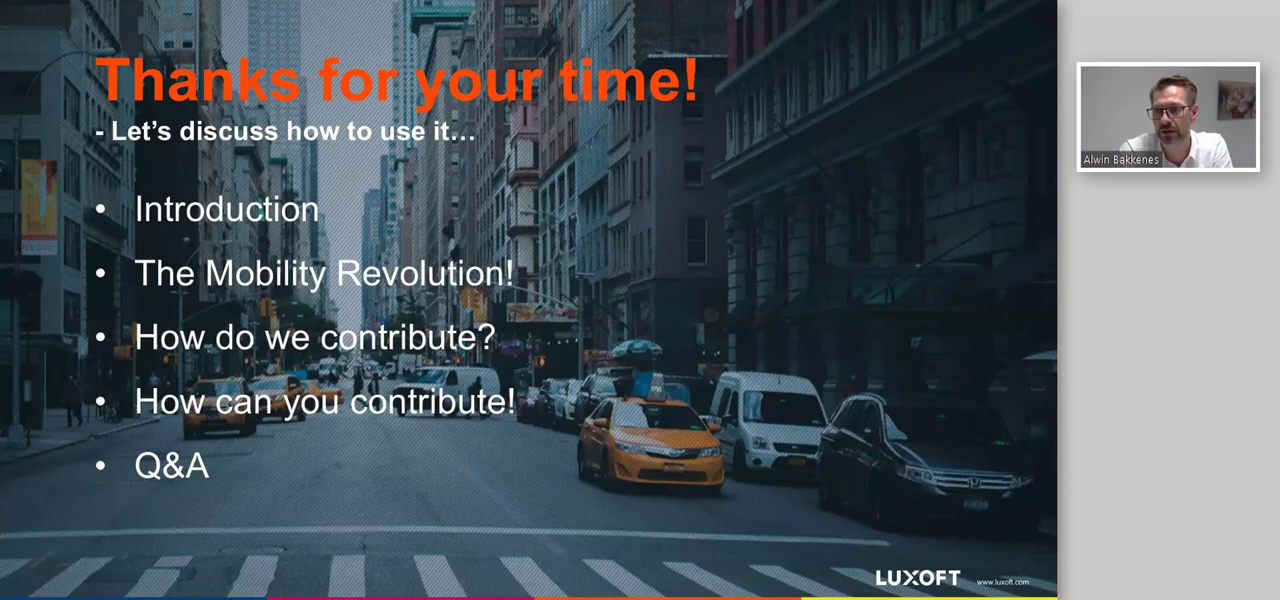 Thanks for your time!
- Let's discuss how to use it…
• Introduction
• The Mobility Revolution!
• How do we contribute?
• How can you contribute!
• Q&A
LUXOFT www.luxoft.com
Alwin Bakkenes